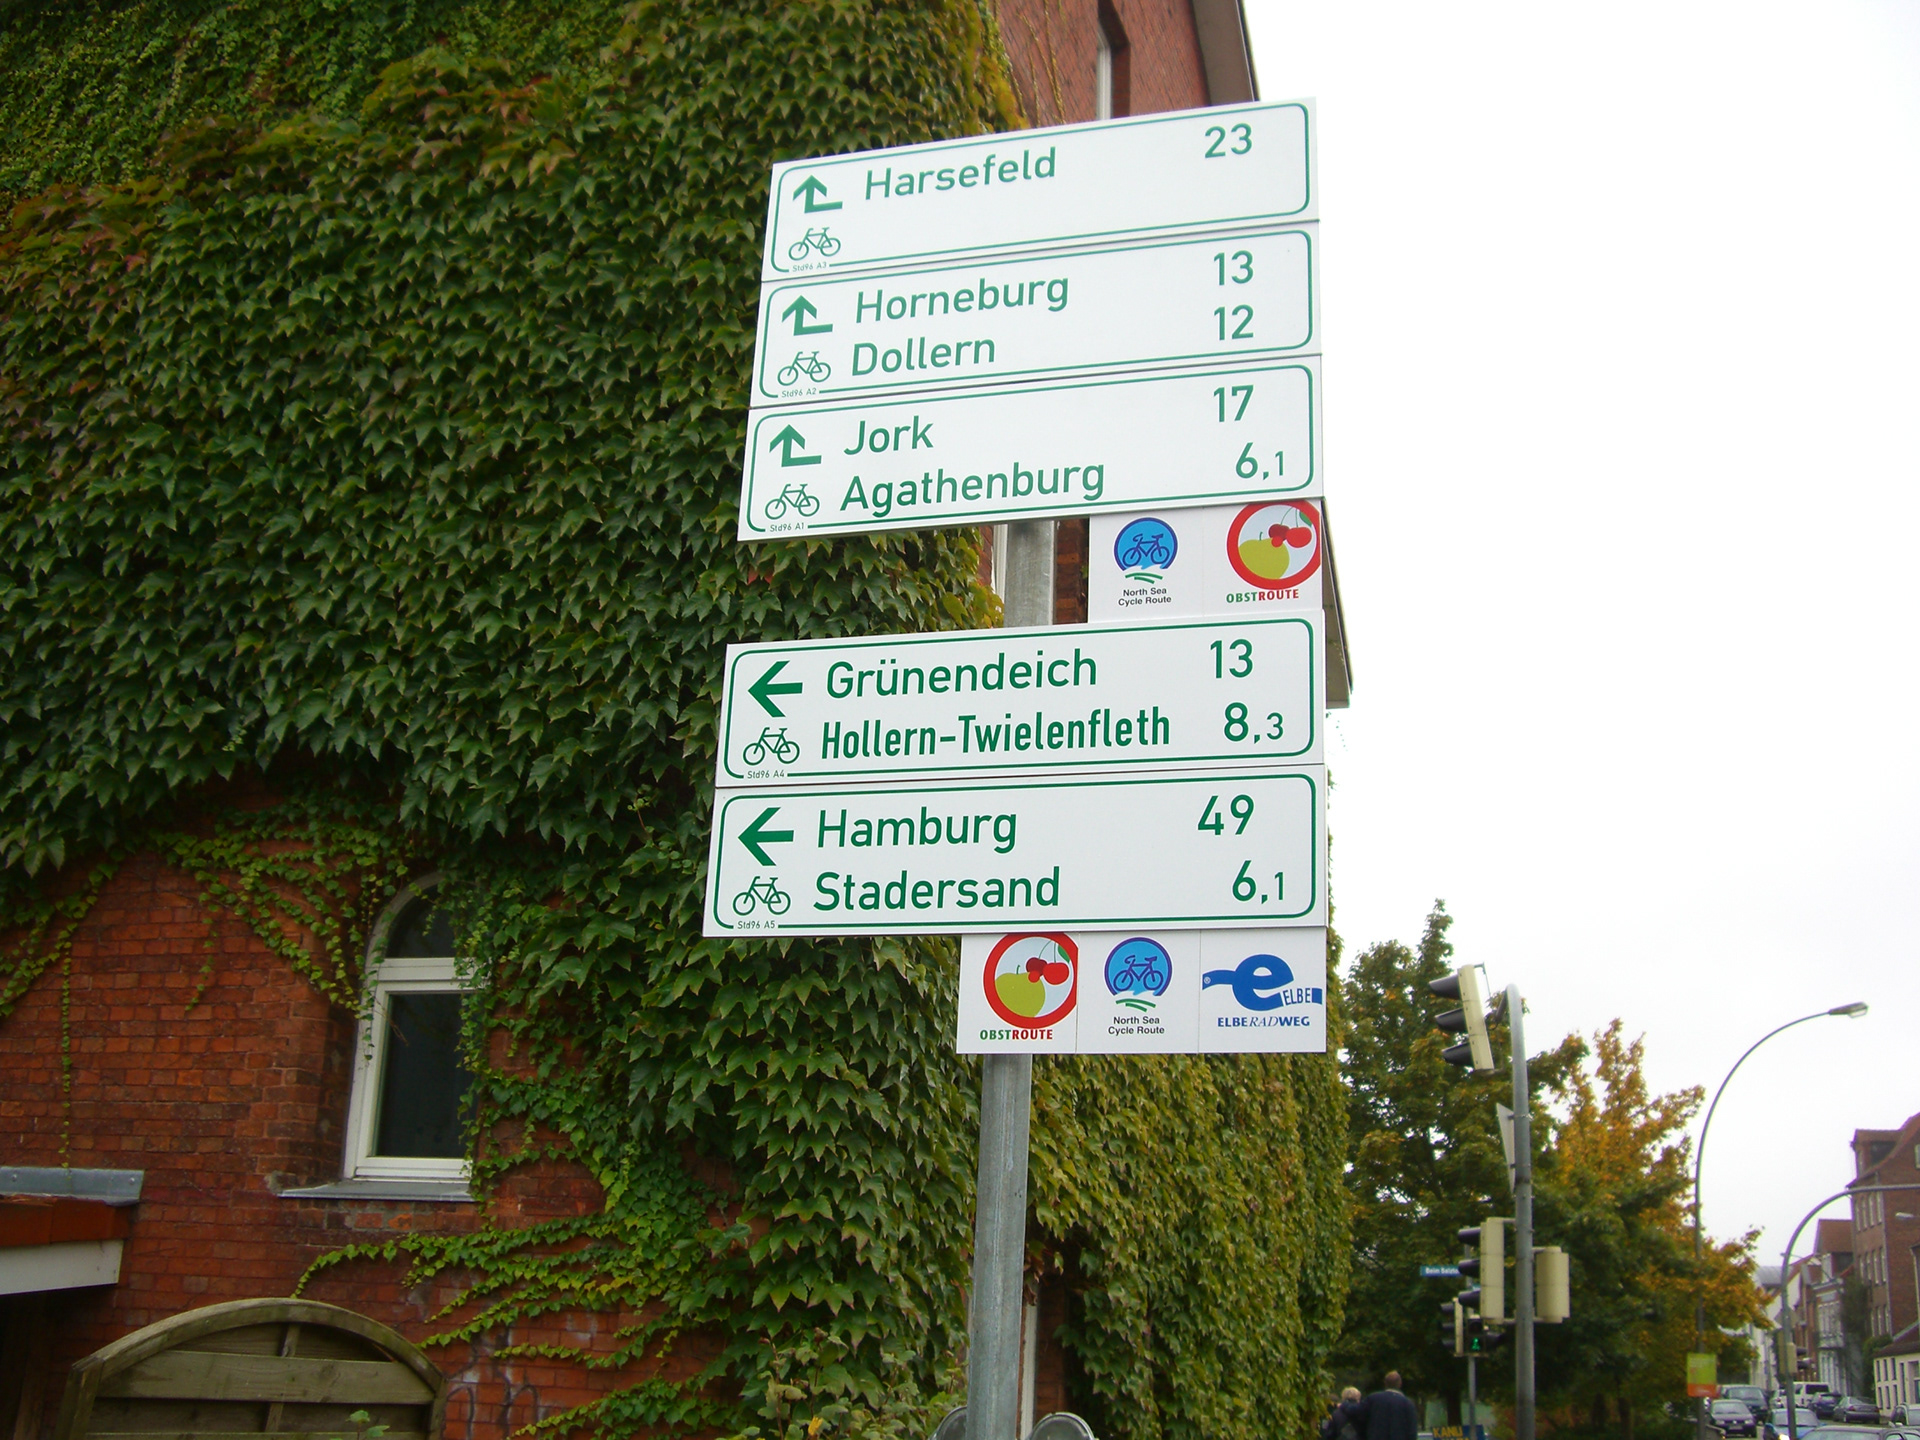 Harsefeld 23
Std96 A3
Horneburg 13
Dollern 12
Std96 A2
Jork 17
Agathenburg 6,1
Std96 A1
North Sea
Cycle Route
OBSTROUTE
Grünendeich 13
Hollern-Twielenfleth 8,3
Std96 A4
Hamburg 49
Stadersand 6,1
Std96 A5
OBSTROUTE
North Sea
Cycle Route
® ELBE
ELBERADWEG
KANU